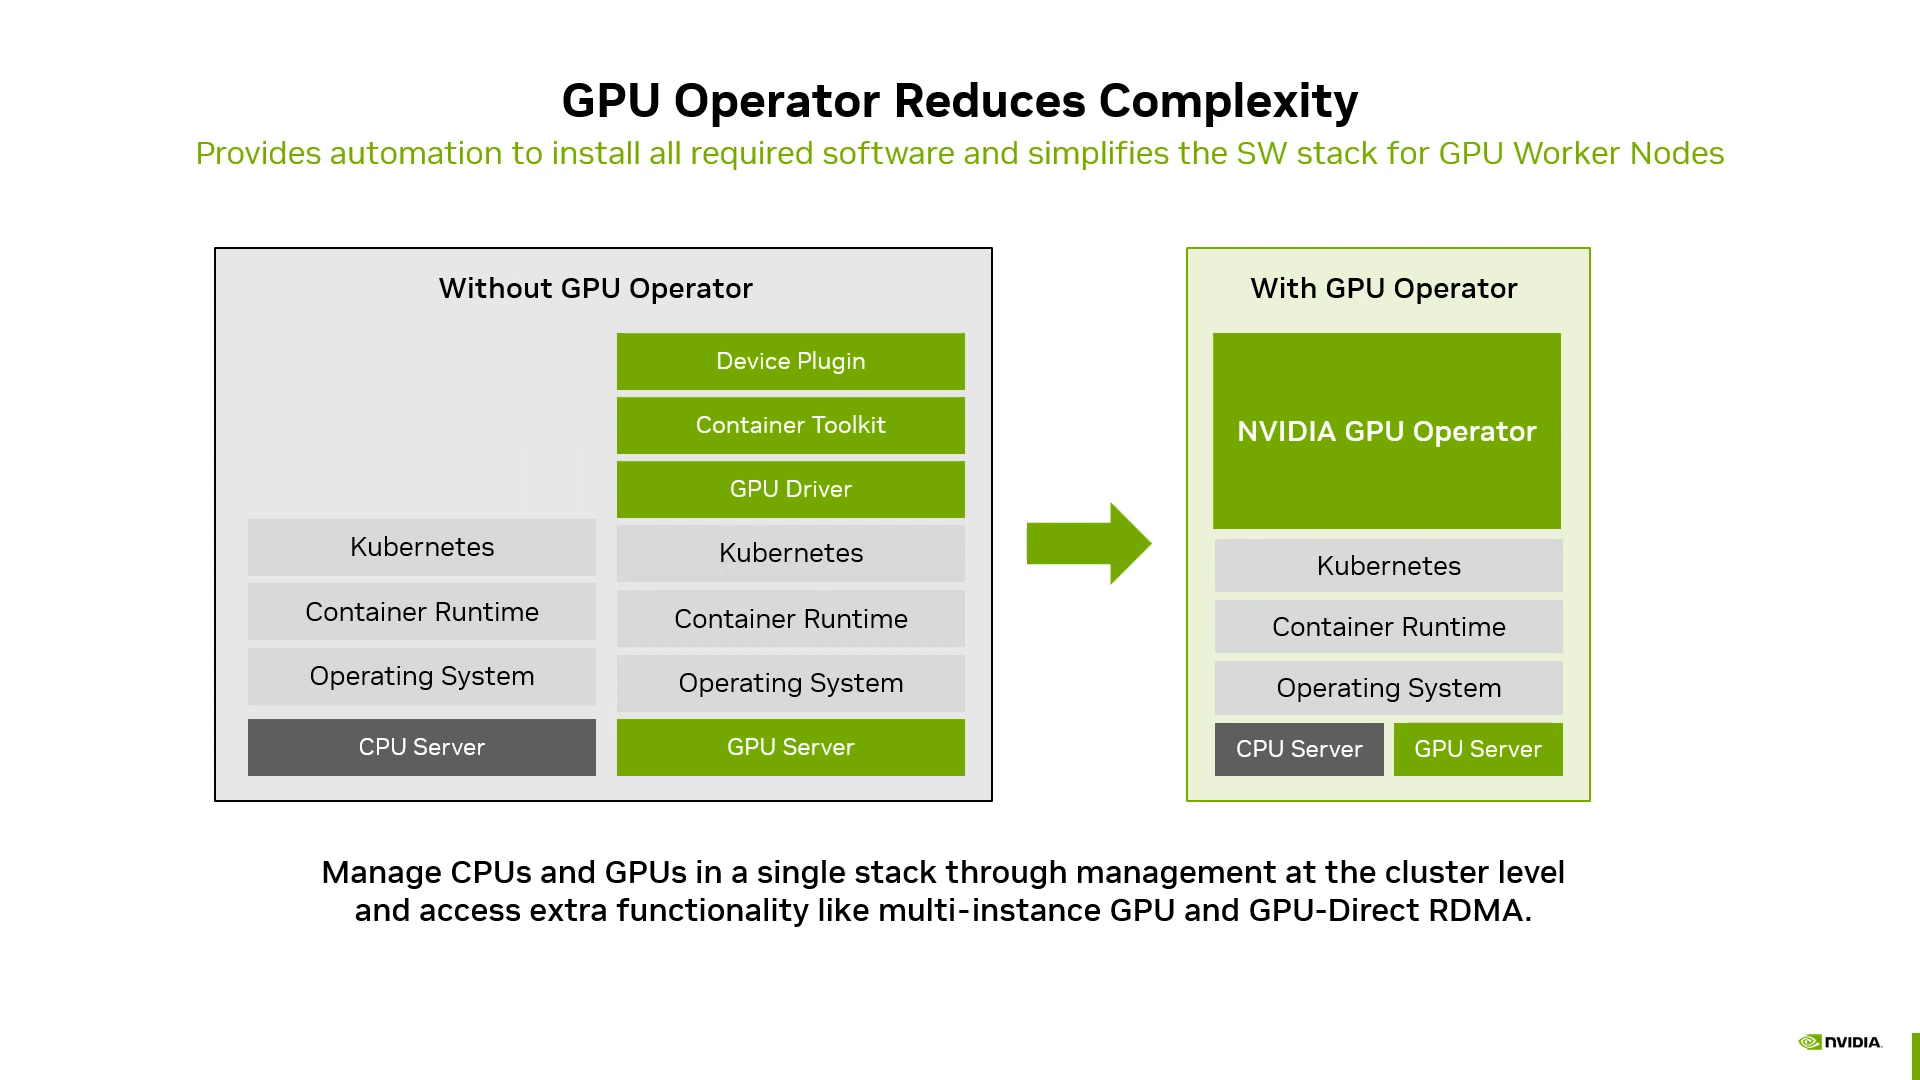 GPU Operator Reduces Complexity
Provides automation to install all required software and simplifies the SW stack for GPU Worker Nodes
Without GPU Operator
Kubernetes
Container Runtime
Operating System
CPU Server
Device Plugin
Container Toolkit
GPU Driver
Kubernetes
Container Runtime
Operating System
GPU Server
With GPU Operator
NVIDIA GPU Operator
Kubernetes
Container Runtime
Operating System
CPU Server
GPU Server
Manage CPUs and GPUs in a single stack through management at the cluster level
and access extra functionality like multi-instance GPU and GPU-Direct RDMA.
NVIDIA.